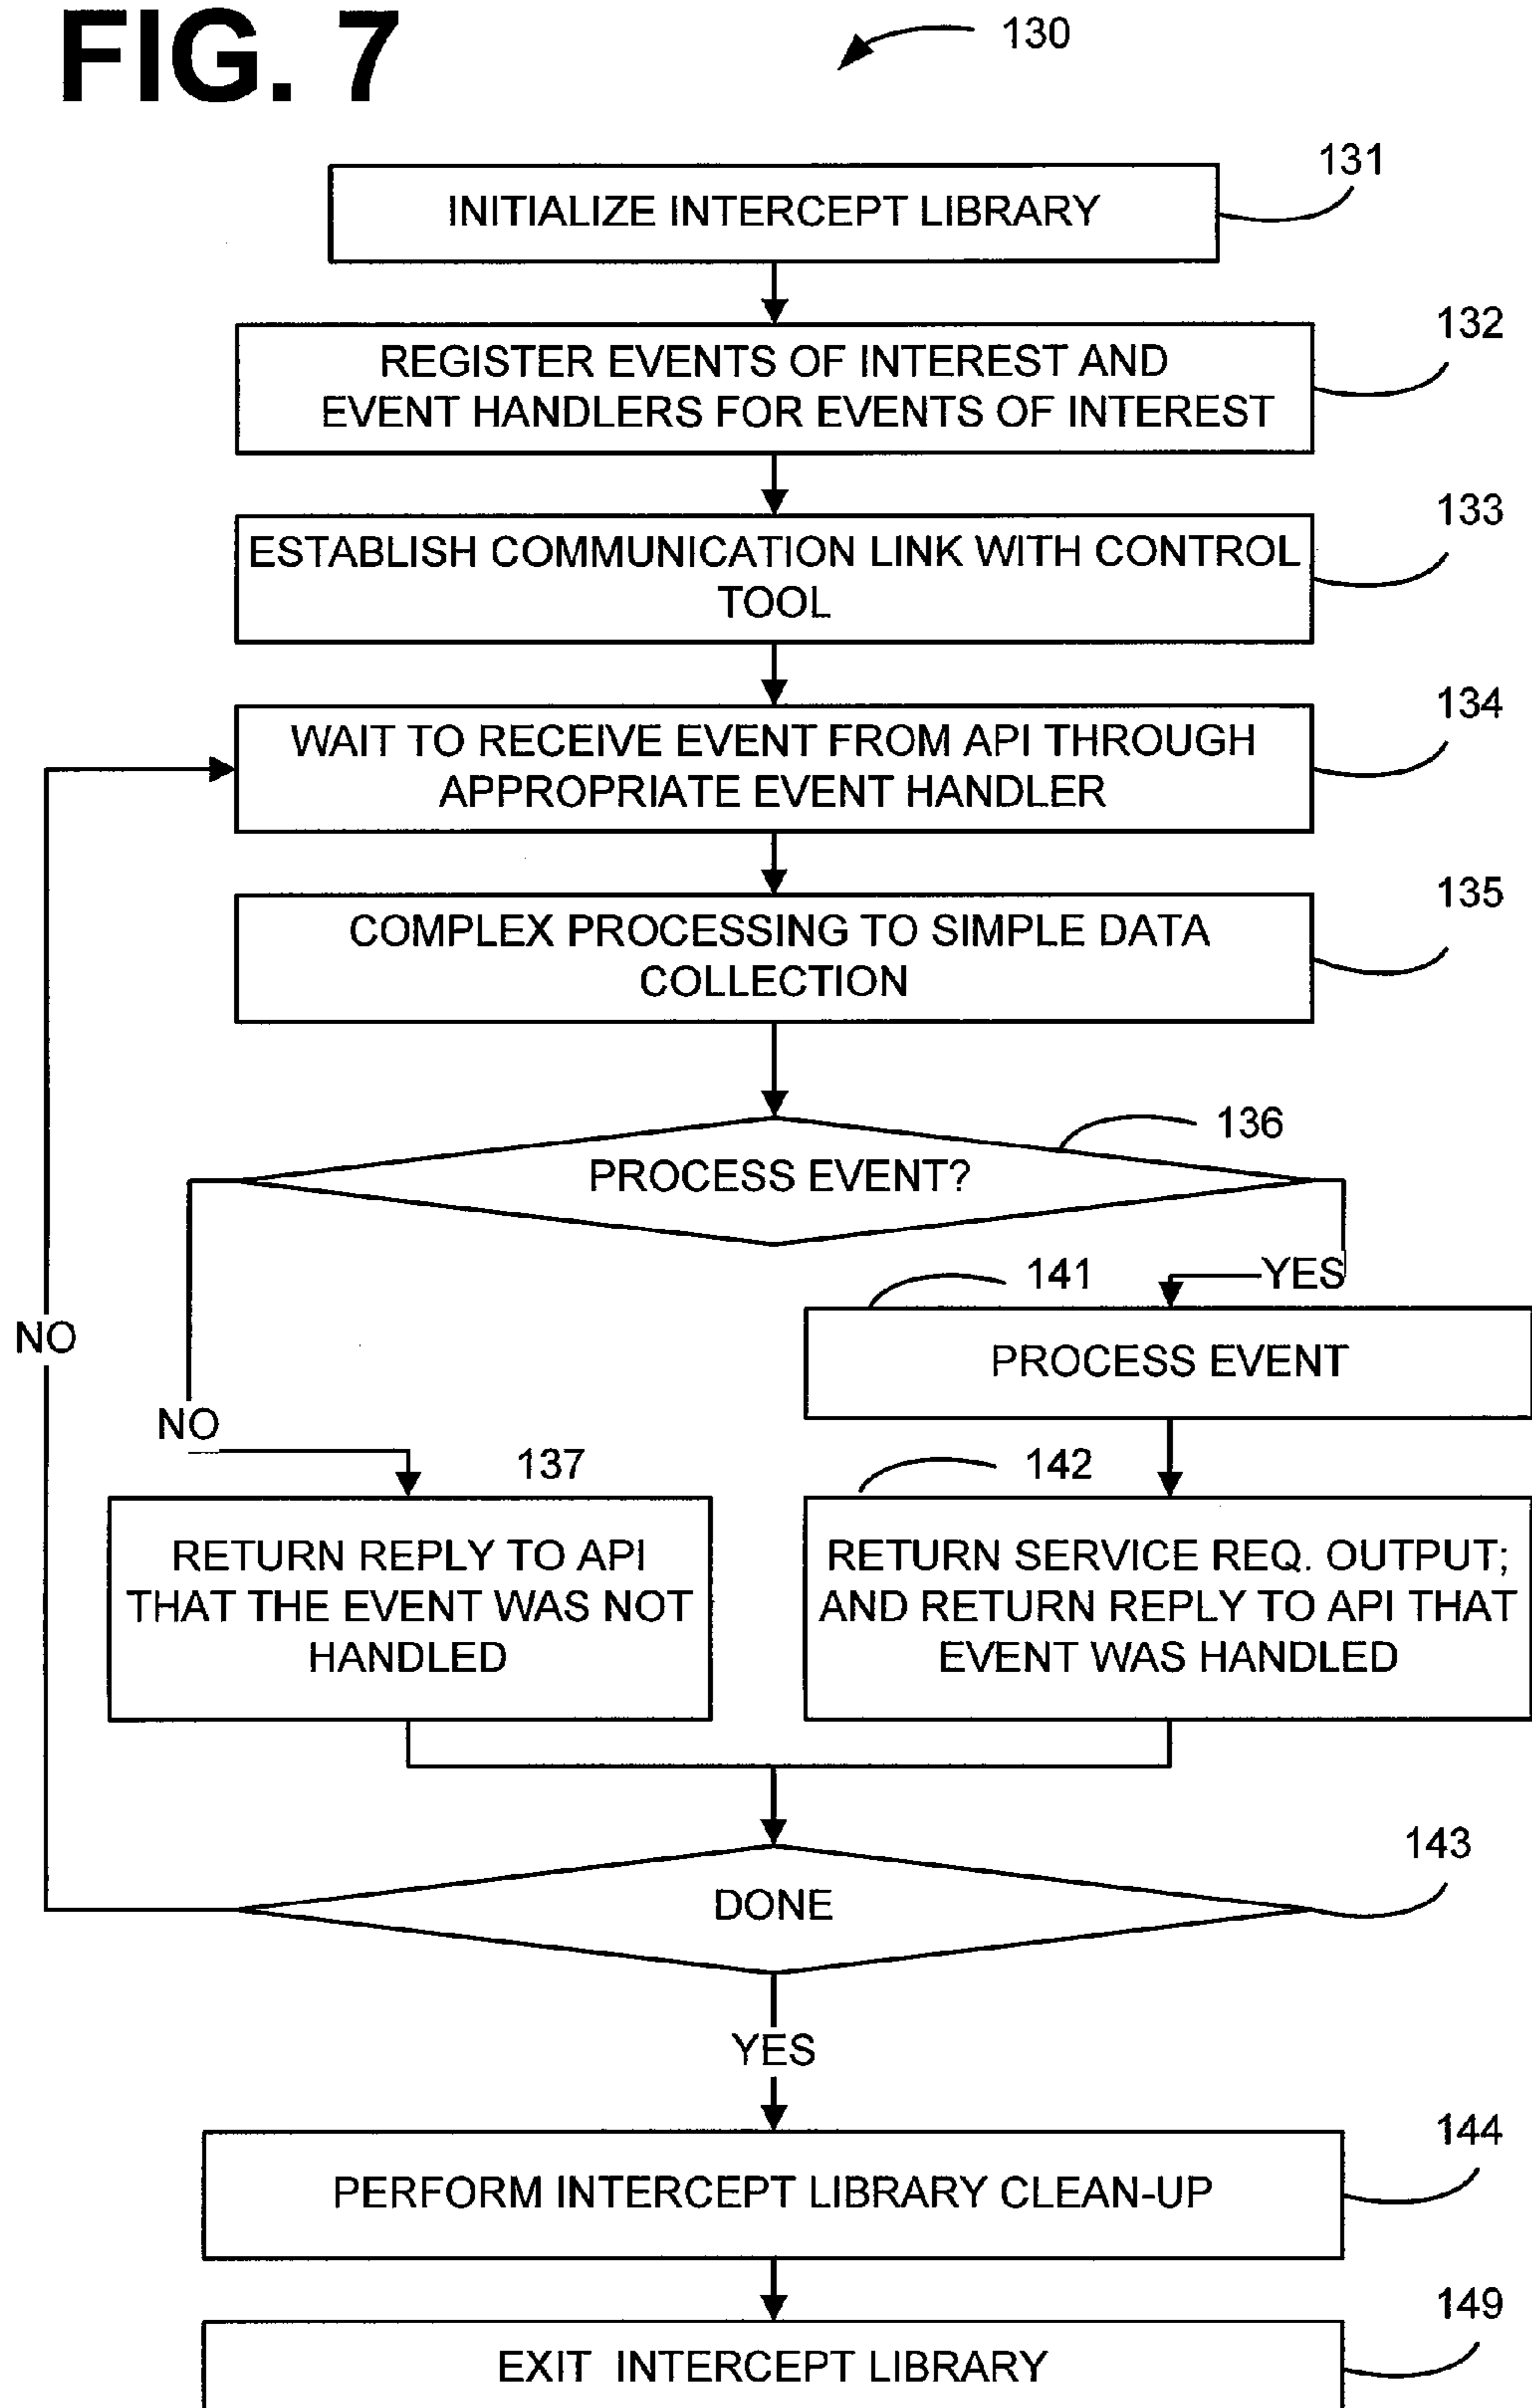 FIG. 7
130
INITIALIZE INTERCEPT LIBRARY
131
REGISTER EVENTS OF INTEREST AND
EVENT HANDLERS FOR EVENTS OF INTEREST
132
ESTABLISH COMMUNICATION LINK WITH CONTROL
TOOL
133
WAIT TO RECEIVE EVENT FROM API THROUGH
APPROPRIATE EVENT HANDLER
134
COMPLEX PROCESSING TO SIMPLE DATA
COLLECTION
135
PROCESS EVENT?
136
YES
141
PROCESS EVENT
NO
NO
137
RETURN REPLY TO API
THAT THE EVENT WAS NOT
HANDLED
142
RETURN SERVICE REQ. OUTPUT;
AND RETURN REPLY TO API THAT
EVENT WAS HANDLED
DONE
143
YES
PERFORM INTERCEPT LIBRARY CLEAN-UP
144
EXIT INTERCEPT LIBRARY
149